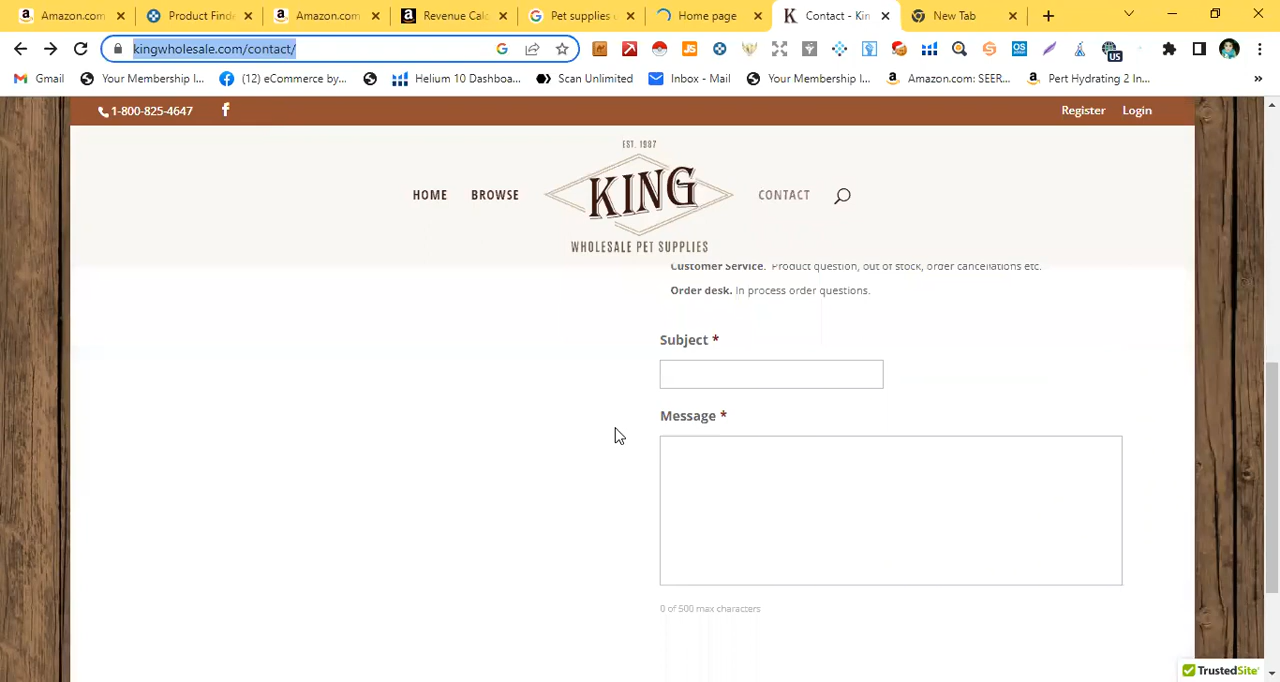 Amazon.com
Product Finde
Amazon.com
Revenue Calc
Pet supplies u
Home page
Contact - Kin
New Tab
kingwholesale.com/contact/
Gmail
Your Membership I...
(12) eCommerce by...
Helium 10 Dashboa...
Scan Unlimited
Inbox - Mail
Your Membership I...
Amazon.com: SEER...
Pert Hydrating 2 In...
»
1-800-825-4647
Register
Login
EST. 1987
HOME
BROWSE
KING
CONTACT
WHOLESALE PET SUPPLIES
Customer Service. Product question, out of stock, order cancellations etc.
Order desk. In process order questions.
Subject *
Message *
0 of 500 max characters
TrustedSite